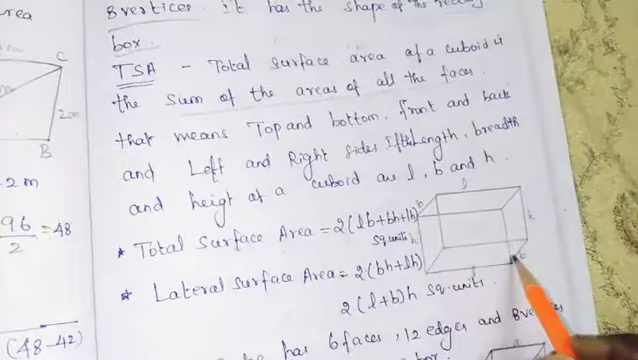 area
C
200
B
2 m
96
2
=48
(48-42)
8 vertices. it has the shape of the
box.
TSA - Total surface area of a cuboid is
the sum of the areas of all the faces.
that means Top and bottom, front and back
and Left and Right sides If the Length, breadth
and heigt of a cuboid are l, b and h.
* Total Surface Area = 2(lb+bh+lh)
sq.units
* Lateral surface Area = 2(bh+lh)
2(l+b)h sq.units.
l
b
h
h
l
b
has 6 faces, 12 edges and 8